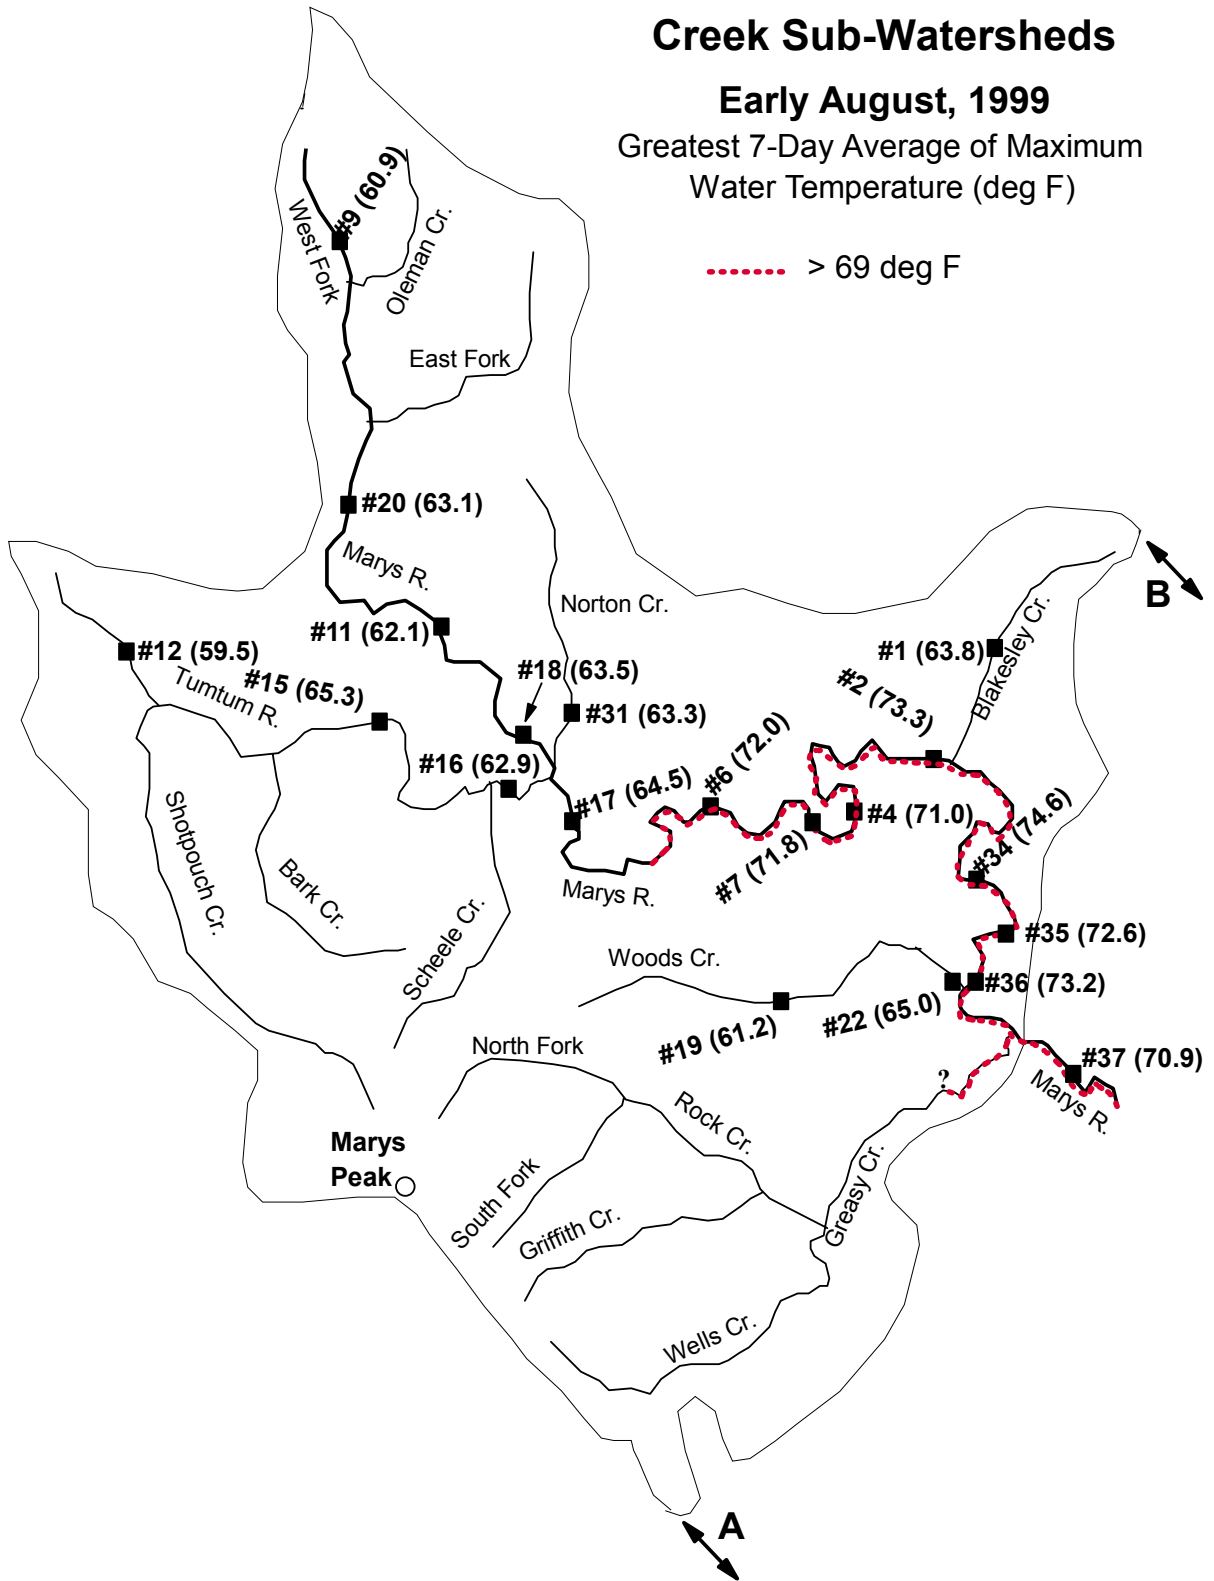 Creek Sub-Watersheds
Early August, 1999
Greatest 7-Day Average of Maximum
Water Temperature (deg F)
> 69 deg F
#9 (60.9)
West Fork
Oleman Cr.
East Fork
#20 (63.1)
Marys R.
Norton Cr.
B
#11 (62.1)
#12 (59.5)
#1 (63.8)
Blakesley Cr.
#18 (63.5)
#15 (65.3)
Tumtum R.
#2 (73.3)
#31 (63.3)
#16 (62.9)
#17 (64.5)
#6 (72.0)
#4 (71.0)
#34 (74.6)
#7 (71.8)
Shotpouch Cr.
Bark Cr.
Marys R.
Scheele Cr.
#35 (72.6)
Woods Cr.
#36 (73.2)
#22 (65.0)
#19 (61.2)
North Fork
#37 (70.9)
?
Marys R.
Rock Cr.
Marys
Peak
South Fork
Griffith Cr.
Greasy Cr.
Wells Cr.
A